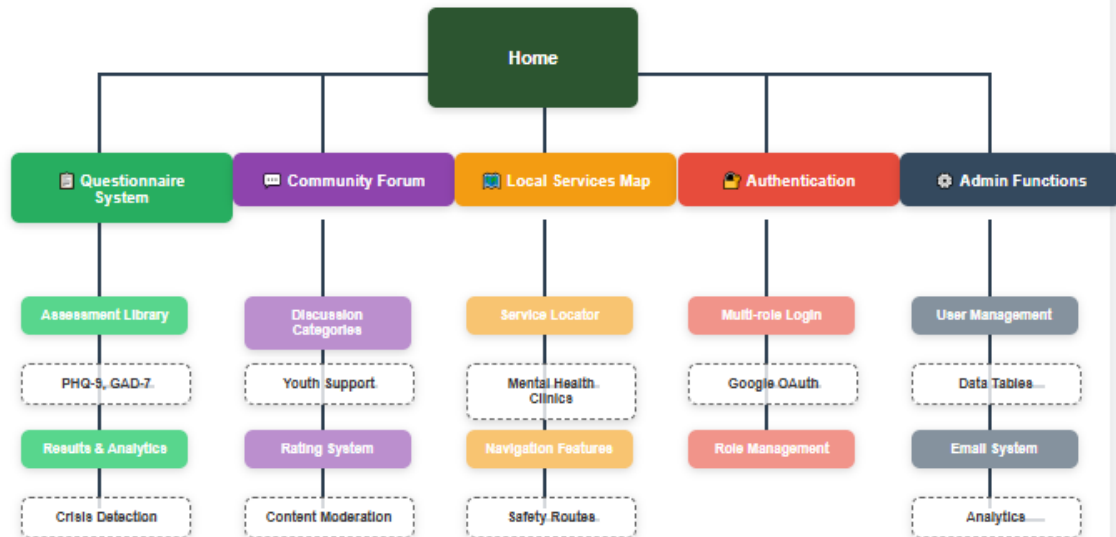 Home
Questionnaire
System
Community Forum
Local Services Map
Authentication
Admin Functions
Assessment Library
Discussion
Categories
Service Locator
Multi-role Login
User Management
PHQ-9, GAD-7
Youth Support
Mental Health
Clinics
Google OAuth
Data Tables
Results & Analytics
Rating System
Navigation Features
Role Management
Email System
Crisis Detection
Content Moderation
Safety Routes
Analytics